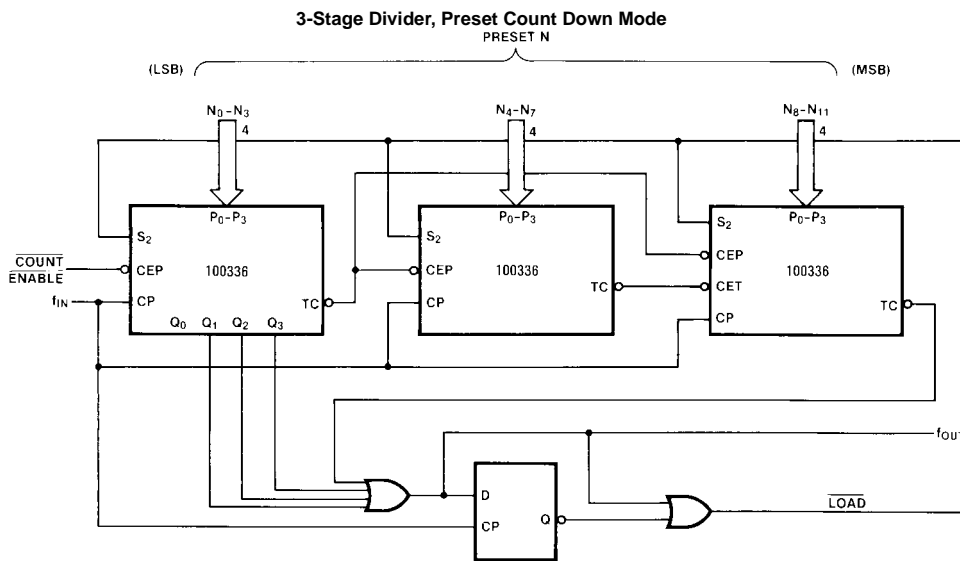 3-Stage Divider, Preset Count Down Mode
PRESET N
(LSB) (MSB)
N0–N3 N4–N7 N8–N11
4 4 4
P0–P3 P0–P3 P0–P3
S2 S2 S2
COUNT
ENABLE
CEP 100336 CEP 100336 CEP 100336
TC TC CET
fIN CP CP CP TC
Q0 Q1 Q2 Q3
fOUT
D
CP Q
LOAD